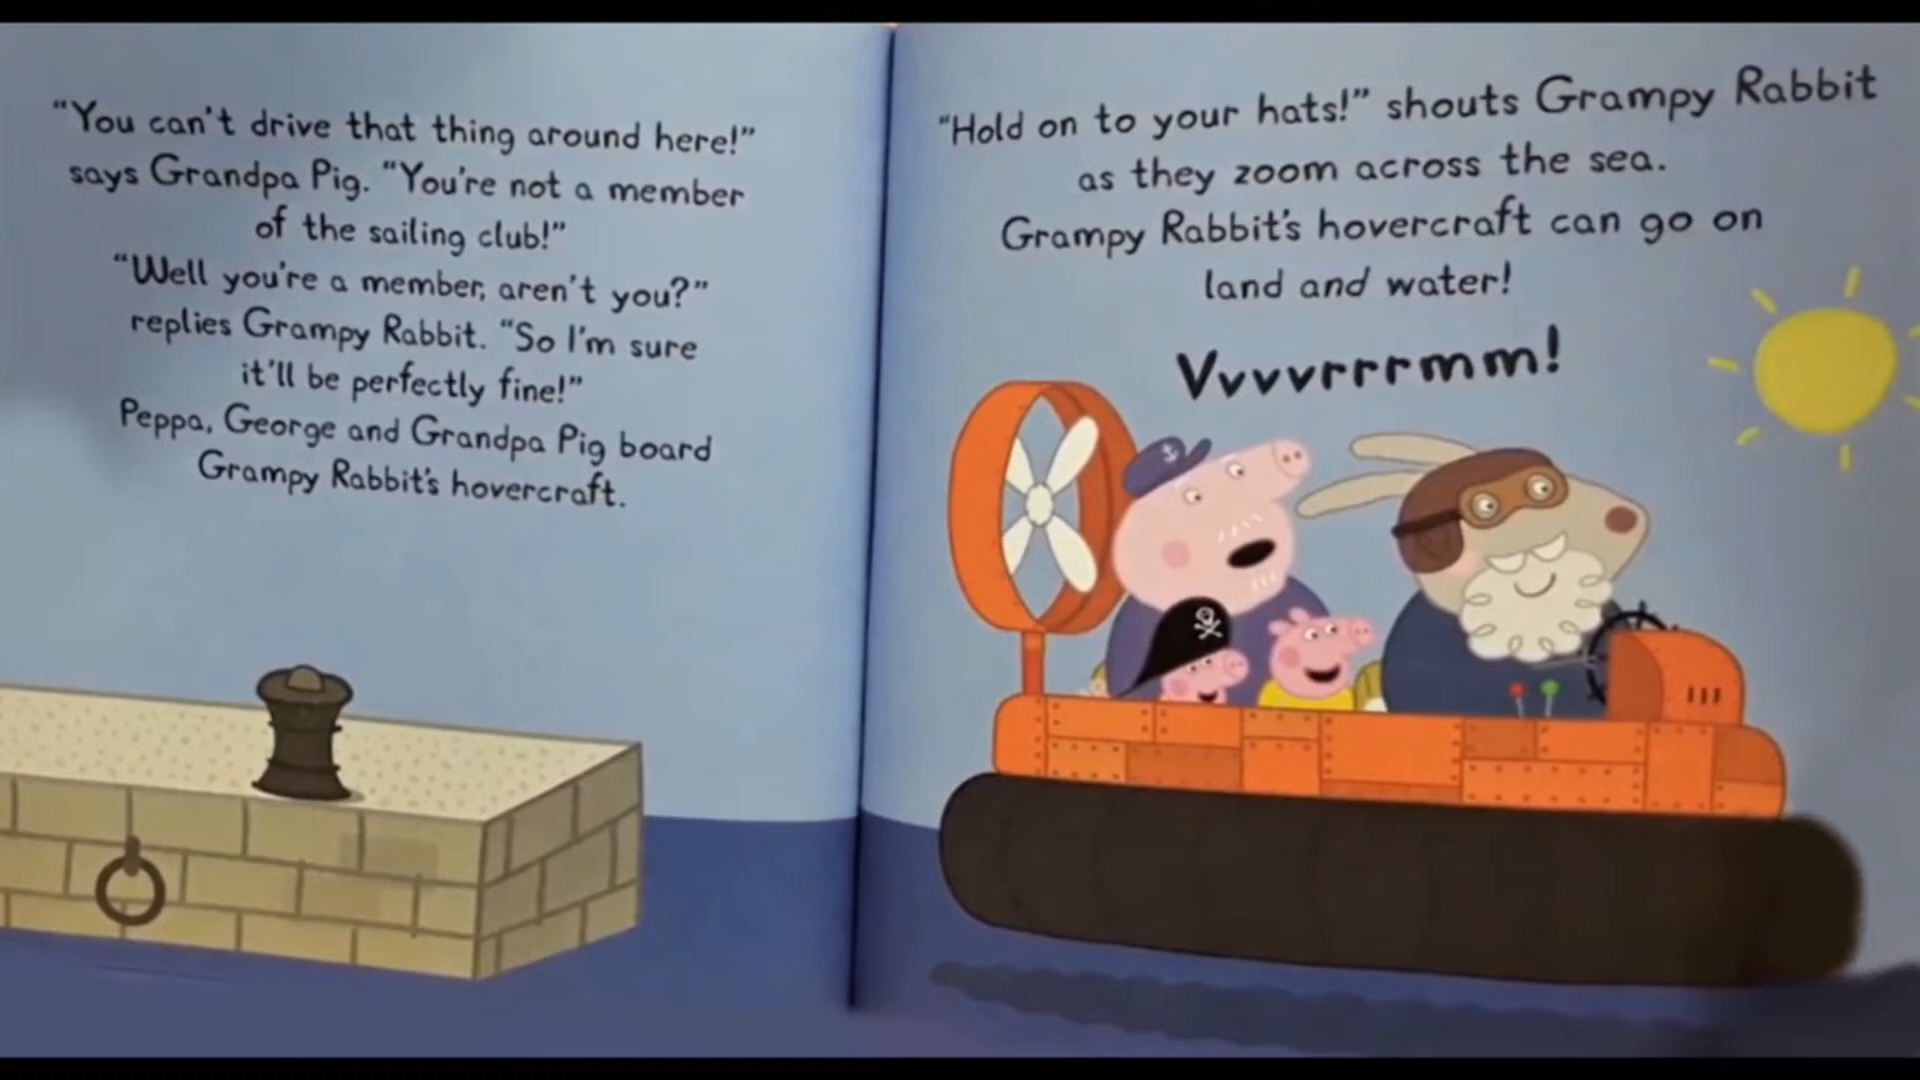 “You can't drive that thing around here!”
says Grandpa Pig. “You're not a member
of the sailing club!”
“Well you're a member, aren't you?”
replies Grampy Rabbit. “So I'm sure
it'll be perfectly fine!”
Peppa, George and Grandpa Pig board
Grampy Rabbit's hovercraft.
“Hold on to your hats!” shouts Grampy Rabbit
as they zoom across the sea.
Grampy Rabbit's hovercraft can go on
land and water!
Vvvvrrrmm!